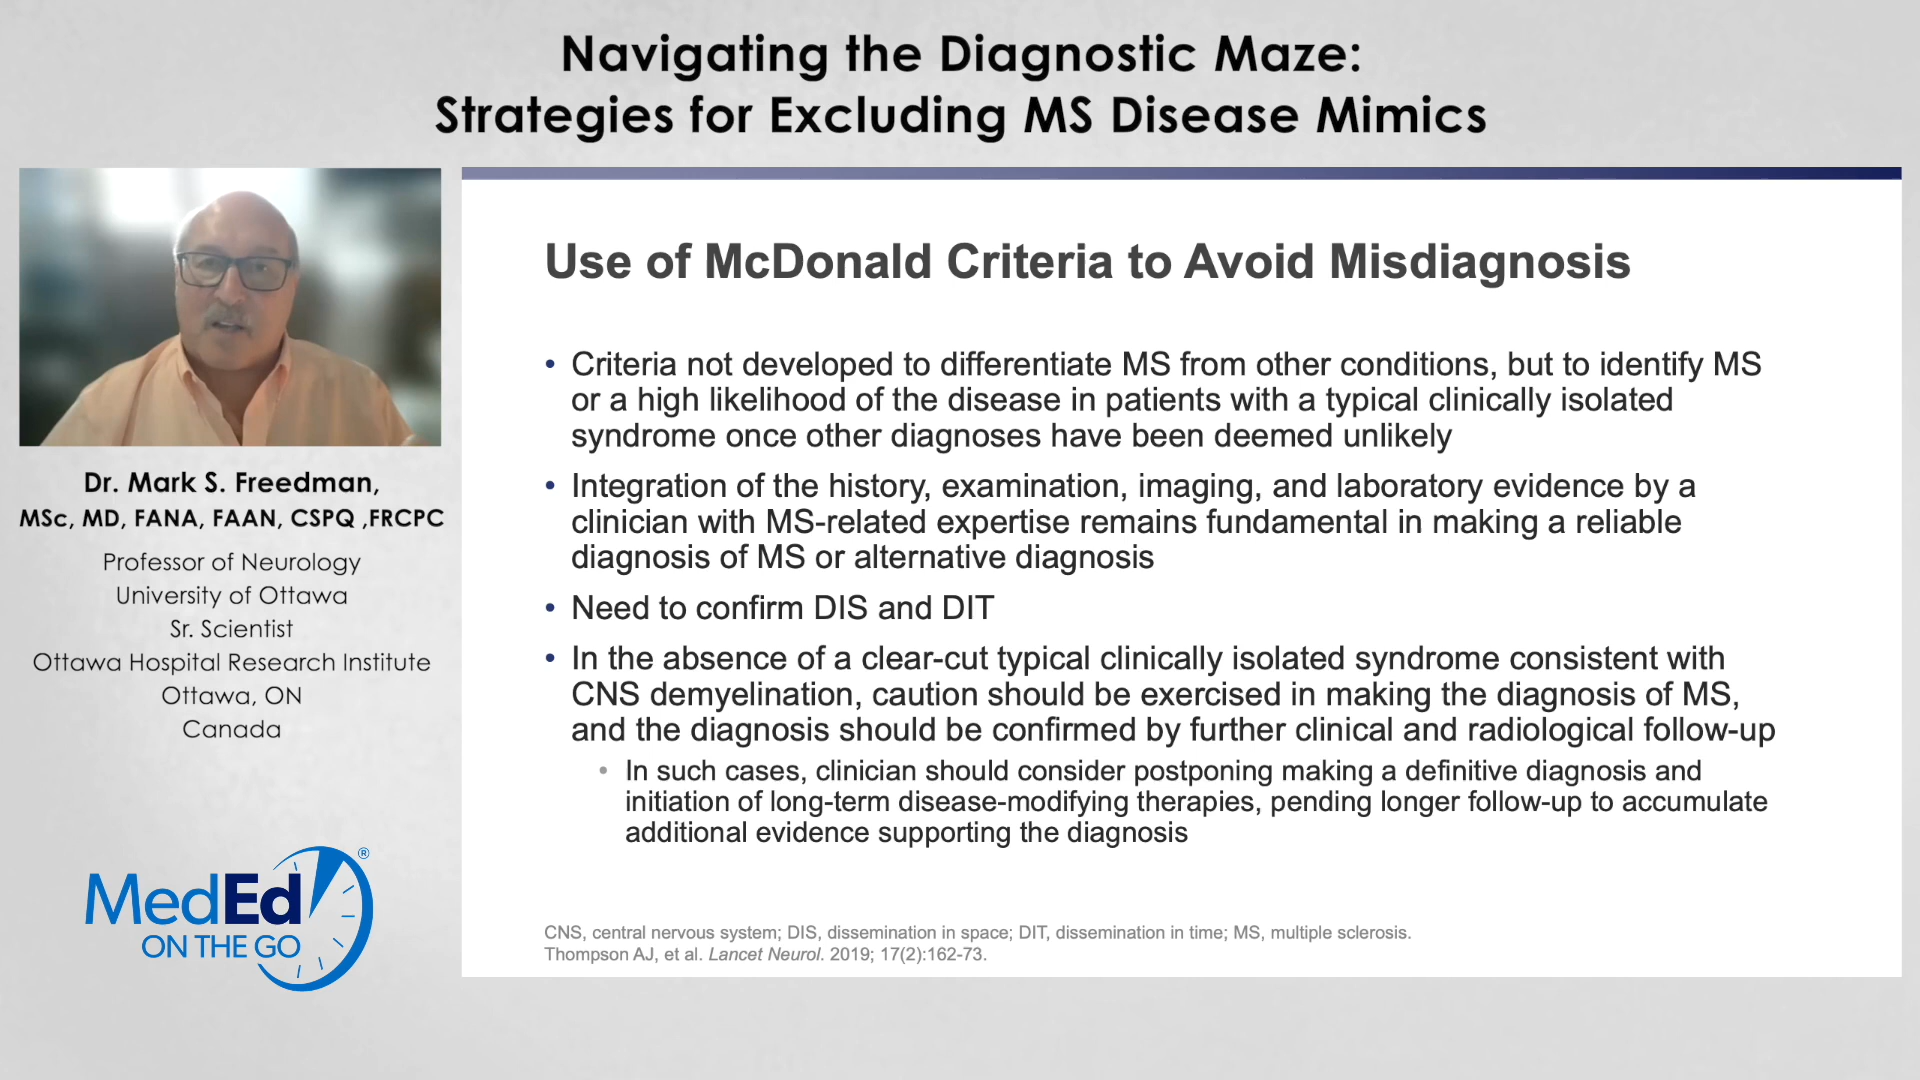 Navigating the Diagnostic Maze:
Strategies for Excluding MS Disease Mimics
Dr. Mark S. Freedman,
MSc, MD, FANA, FAAN, CSPQ ,FRCPC
Professor of Neurology
University of Ottawa
Sr. Scientist
Ottawa Hospital Research Institute
Ottawa, ON
Canada
MedEd®
ON THE GO
Use of McDonald Criteria to Avoid Misdiagnosis
• Criteria not developed to differentiate MS from other conditions, but to identify MS
or a high likelihood of the disease in patients with a typical clinically isolated
syndrome once other diagnoses have been deemed unlikely
• Integration of the history, examination, imaging, and laboratory evidence by a
clinician with MS-related expertise remains fundamental in making a reliable
diagnosis of MS or alternative diagnosis
• Need to confirm DIS and DIT
• In the absence of a clear-cut typical clinically isolated syndrome consistent with
CNS demyelination, caution should be exercised in making the diagnosis of MS,
and the diagnosis should be confirmed by further clinical and radiological follow-up
• In such cases, clinician should consider postponing making a definitive diagnosis and
initiation of long-term disease-modifying therapies, pending longer follow-up to accumulate
additional evidence supporting the diagnosis
CNS, central nervous system; DIS, dissemination in space; DIT, dissemination in time; MS, multiple sclerosis.
Thompson AJ, et al. Lancet Neurol. 2019; 17(2):162-73.